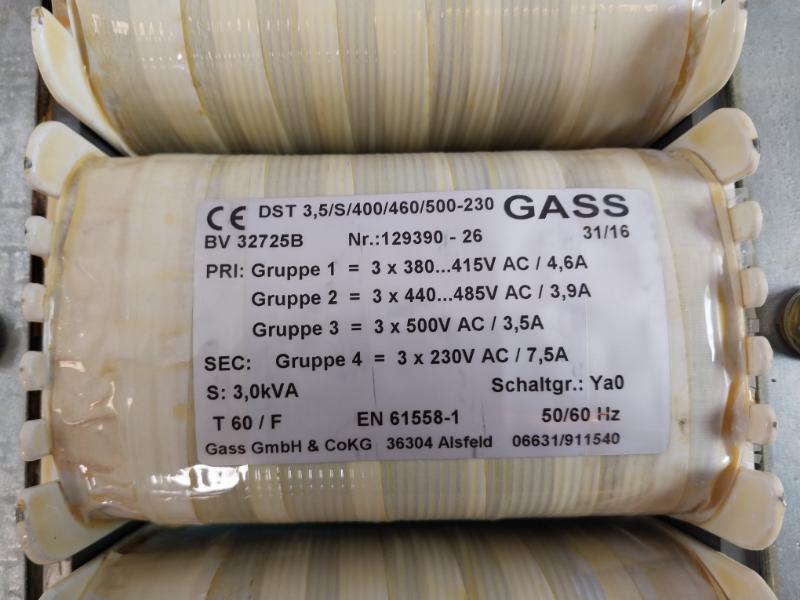 CE DST 3,5/S/400/460/500-230 GASS
BV 32725B Nr.:129390 - 26 31/16
PRI: Gruppe 1 = 3 x 380...415V AC / 4,6A
Gruppe 2 = 3 x 440...485V AC / 3,9A
Gruppe 3 = 3 x 500V AC / 3,5A
SEC: Gruppe 4 = 3 x 230V AC / 7,5A
S: 3,0kVA Schaltgr.: Ya0
T 60 / F EN 61558-1 50/60 Hz
Gass GmbH & CoKG 36304 Alsfeld 06631/911540